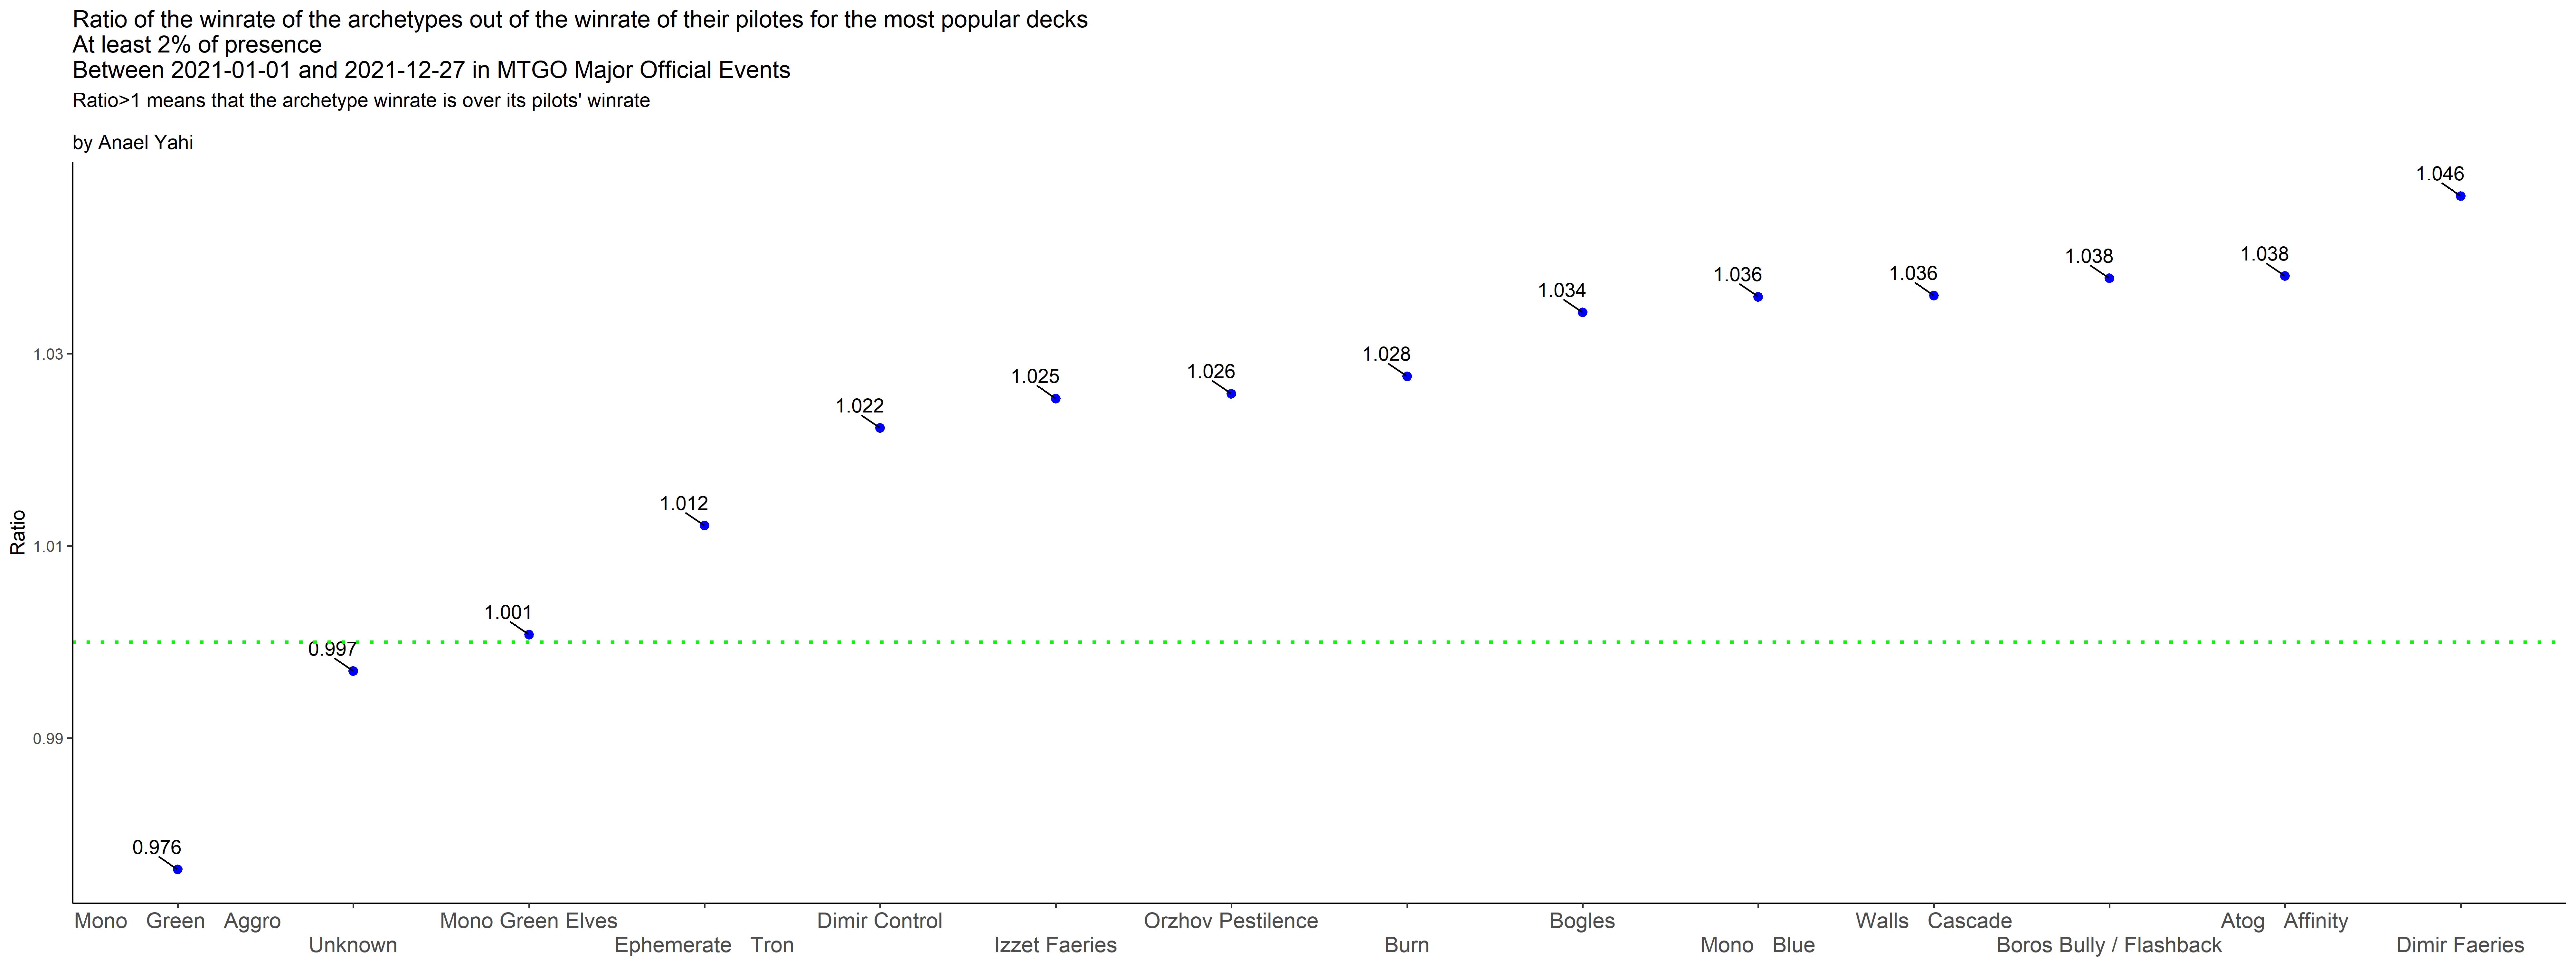 Ratio of the winrate of the archetypes out of the winrate of their pilotes for the most popular decks
At least 2% of presence
Between 2021-01-01 and 2021-12-27 in MTGO Major Official Events
Ratio>1 means that the archetype winrate is over its pilots' winrate
by Anael Yahi
1.046
1.038
1.038
1.036
1.036
1.034
1.028
1.026
1.025
1.022
1.012
1.001
0.997
0.976
1.03
1.01
0.99
Ratio
Mono Green Aggro
Unknown
Mono Green Elves
Ephemerate Tron
Dimir Control
Izzet Faeries
Orzhov Pestilence
Burn
Bogles
Mono Blue
Walls Cascade
Boros Bully / Flashback
Atog Affinity
Dimir Faeries